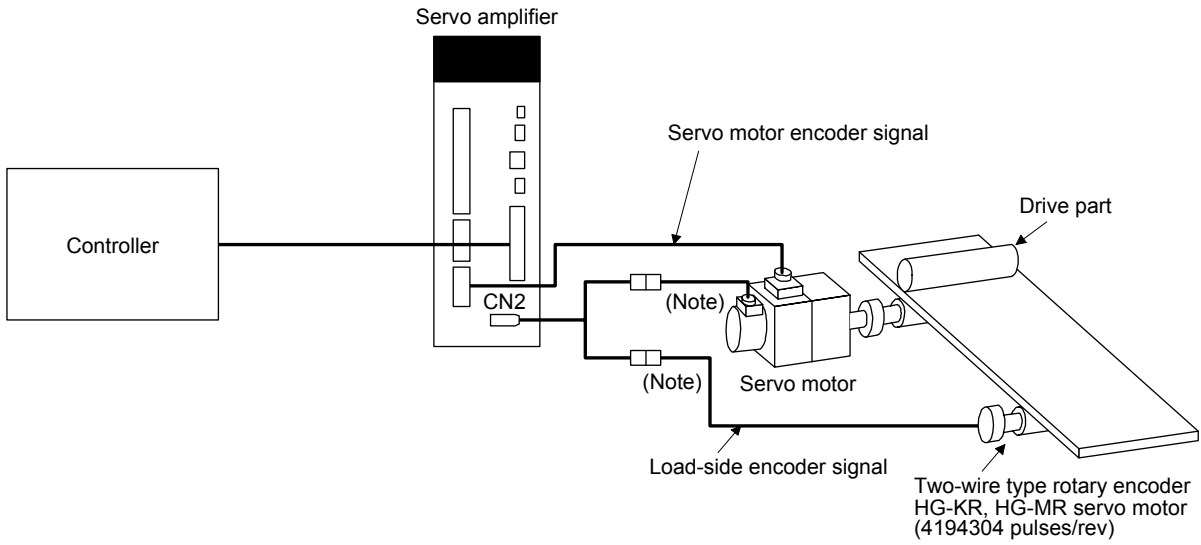 Servo amplifier
Servo motor encoder signal
Drive part
Controller
CN2
(Note)
(Note)
Servo motor
Load-side encoder signal
Two-wire type rotary encoder
HG-KR, HG-MR servo motor
(4194304 pulses/rev)